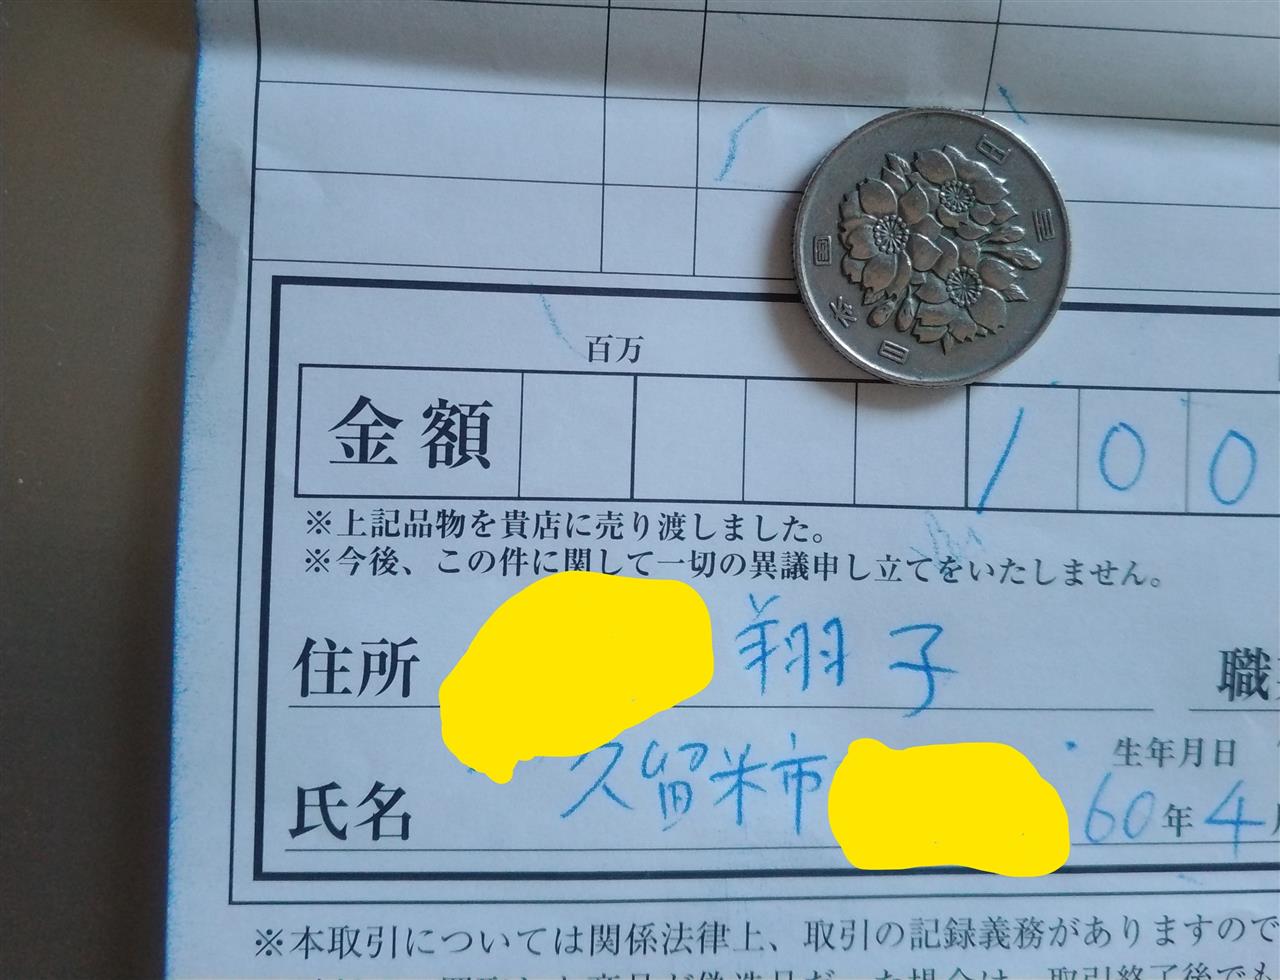 日本国 百円
百万
金額 100
※上記品物を貴店に売り渡しました。
※今後、この件に関して一切の異議申し立てをいたしません。
住所 翔子 職
氏名 久留米市 生年月日
60年4月
※本取引については関係法律上、取引の記録義務がありますので